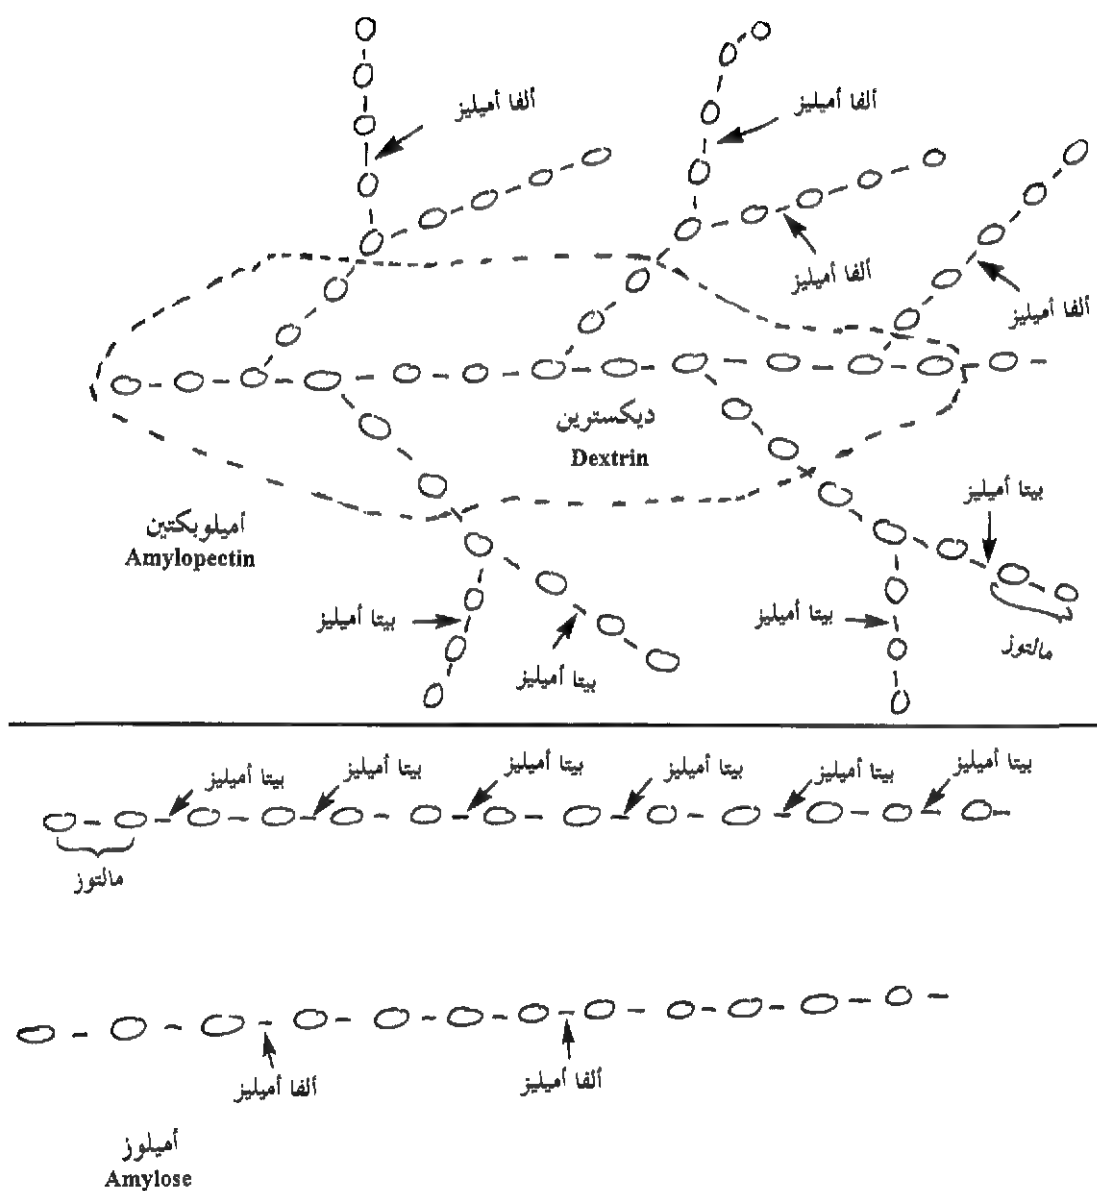 ألفا أميليز
ألفا أميليز
ألفا أميليز
ألفا أميليز
ديكسترين
Dextrin
أميلوبكتين
Amylopectin
بيتا أميليز
بيتا أميليز
بيتا أميليز
بيتا أميليز
مالتوز
بيتا أميليز
بيتا أميليز
بيتا أميليز
بيتا أميليز
بيتا أميليز
بيتا أميليز
مالتوز
ألفا أميليز
ألفا أميليز
أميلوز
Amylose